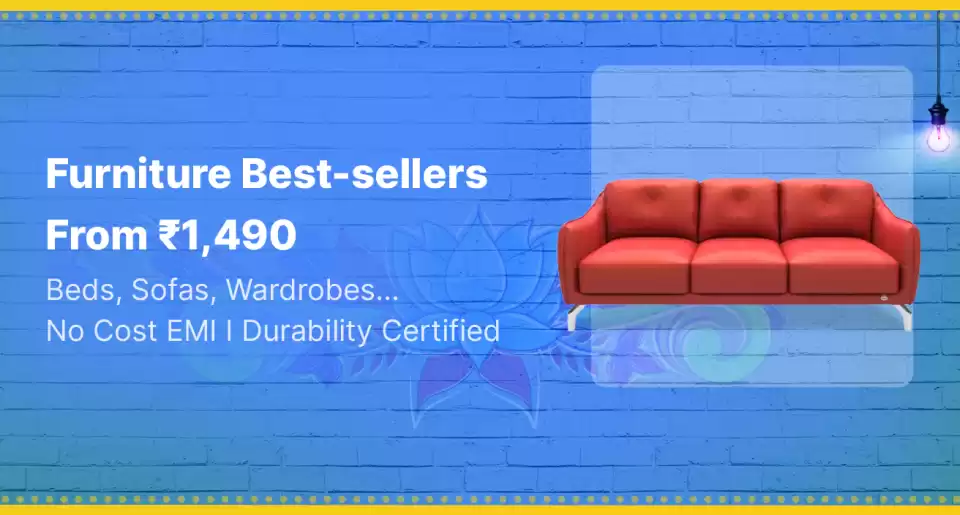 Furniture Best-sellers
From ₹1,490
Beds, Sofas, Wardrobes...
No Cost EMI I Durability Certified